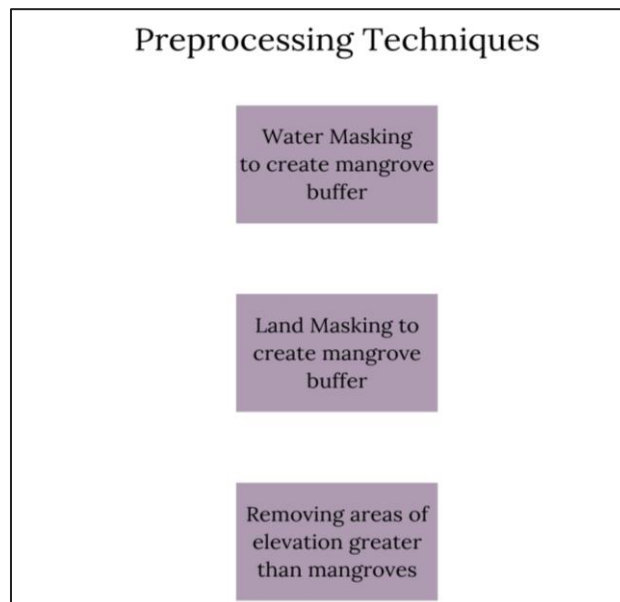 Preprocessing Techniques
Water Masking
to create mangrove
buffer
Land Masking to
create mangrove
buffer
Removing areas of
elevation greater
than mangroves